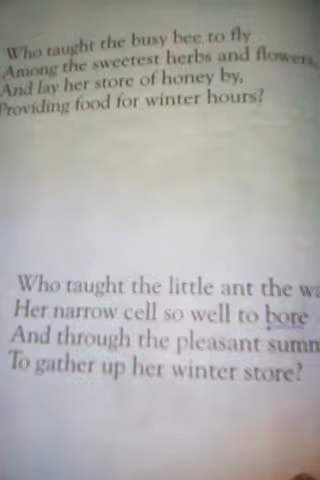 Who taught the busy bee to fly
Among the sweetest herbs and flowers,
And lay her store of honey by,
Providing food for winter hours?
Who taught the little ant the
Her narrow cell so well to bore
And through the pleasant
To gather up her winter store?